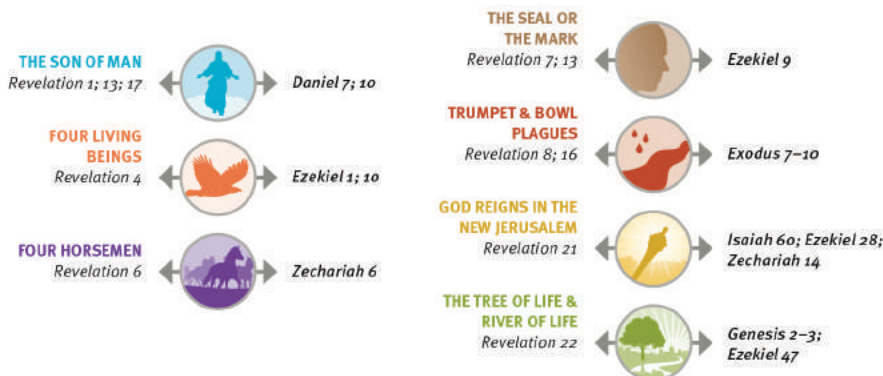 THE SON OF MAN
Revelation 1; 13; 17
Daniel 7; 10
FOUR LIVING
BEINGS
Revelation 4
Ezekiel 1; 10
FOUR HORSEMEN
Revelation 6
Zechariah 6
THE SEAL OR
THE MARK
Revelation 7; 13
Ezekiel 9
TRUMPET & BOWL
PLAGUES
Revelation 8; 16
Exodus 7–10
GOD REIGNS IN THE
NEW JERUSALEM
Revelation 21
Isaiah 60; Ezekiel 28;
Zechariah 14
THE TREE OF LIFE &
RIVER OF LIFE
Revelation 22
Genesis 2–3;
Ezekiel 47